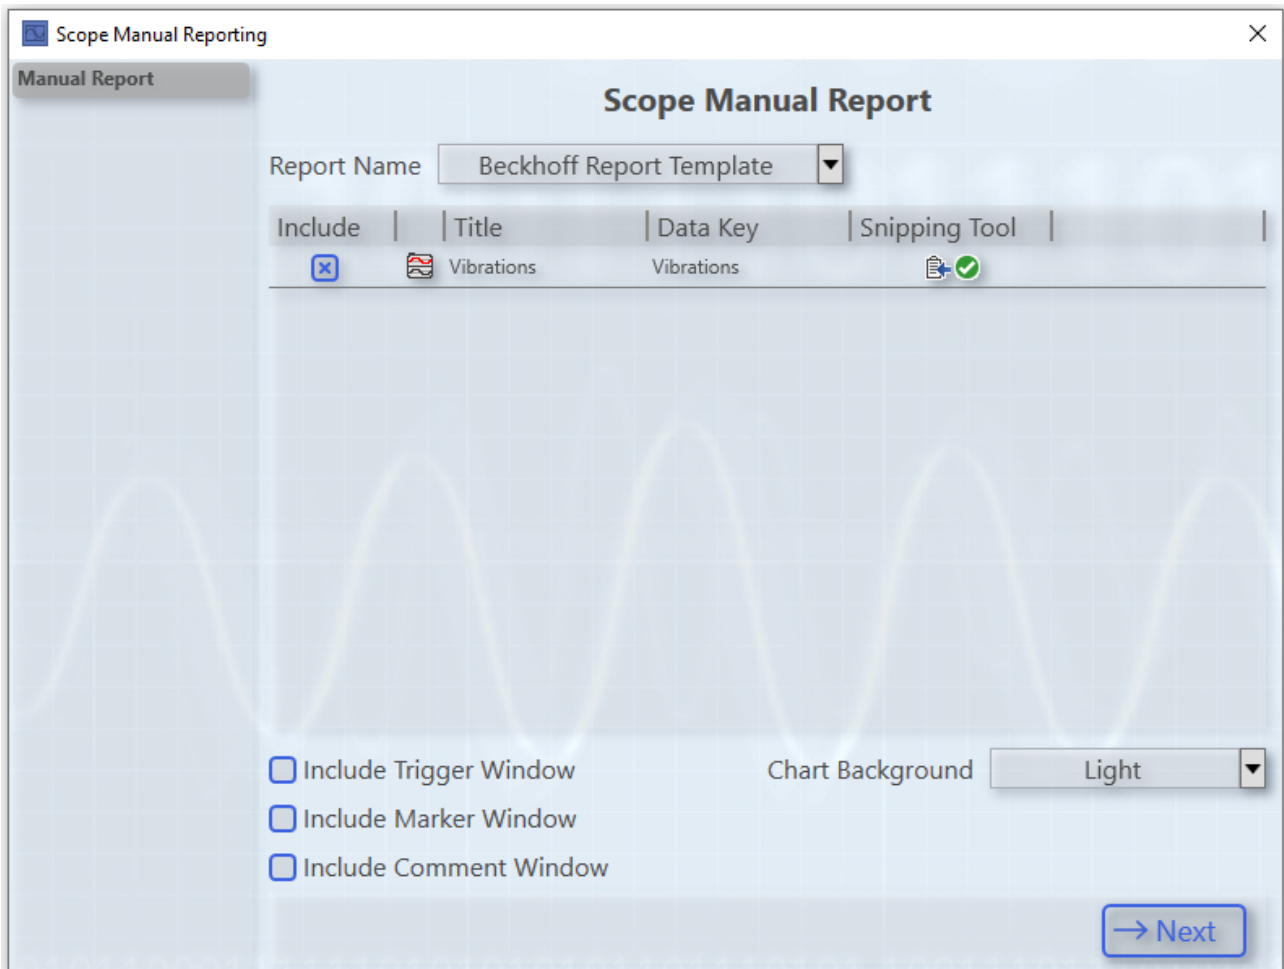 Scope Manual Reporting
Manual Report
Scope Manual Report
Report Name Beckhoff Report Template
Include Title Data Key Snipping Tool
Vibrations Vibrations
Include Trigger Window Chart Background Light
Include Marker Window
Include Comment Window
Next